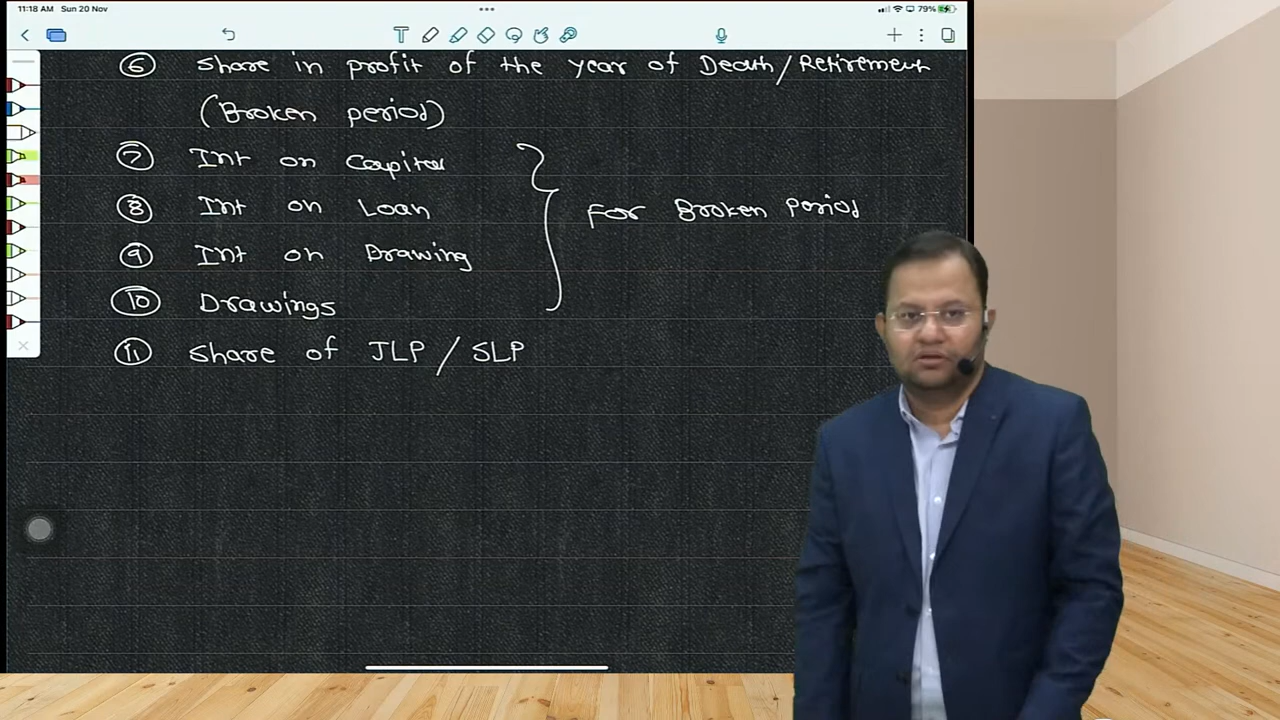 11:18 AM Sun 20 Nov
79%
⑥ Share in profit of the year of Death/Retirement
(Broken period)
⑦ Int on Capital
⑧ Int on Loan
for Broken Period
⑨ Int on Drawing
⑩ Drawings
⑪ Share of JLP / SLP